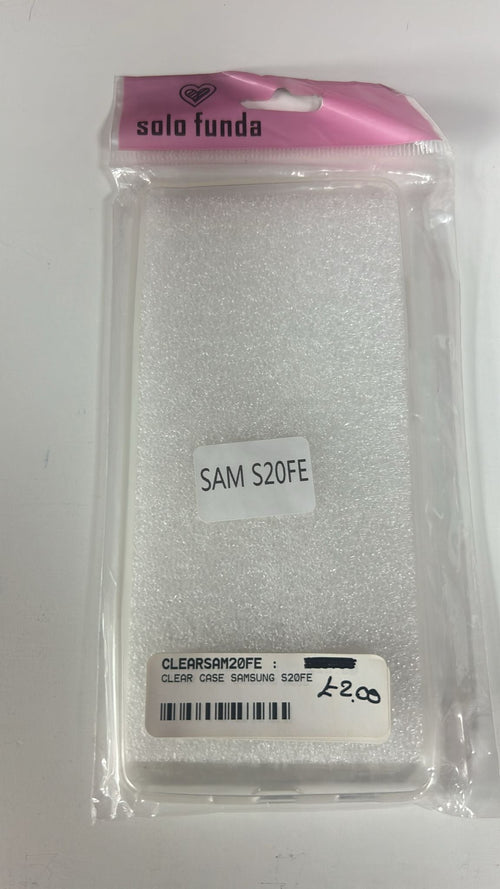 solo funda
SAM S20FE
CLEARSAM20FE :
CLEAR CASE SAMSUNG S20FE
£2.00